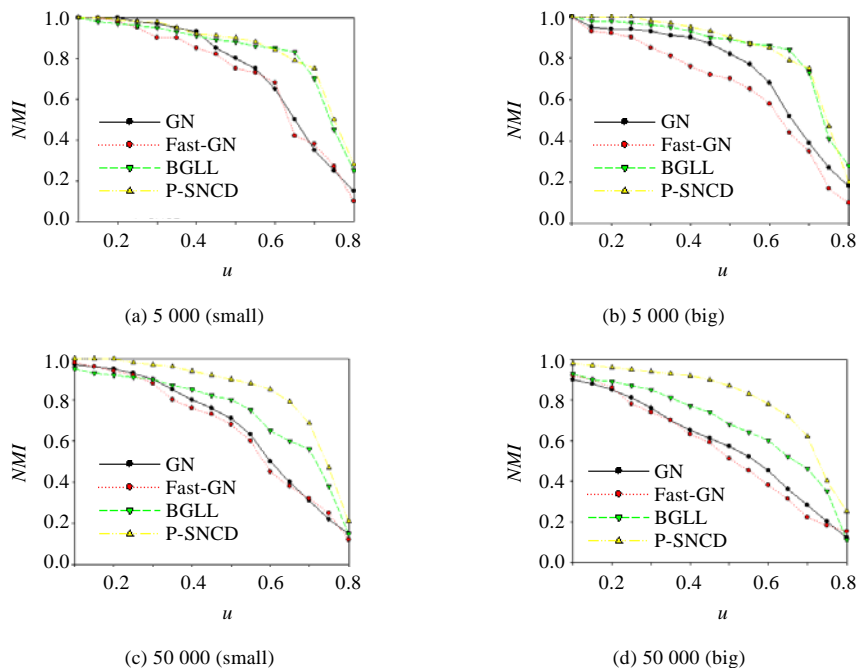 1.0
0.8
0.6
0.4
0.2
0.0
NMI
GN
Fast-GN
BGLL
P-SNCD
0.2 0.4 0.6 0.8
u
(a) 5 000 (small)
1.0
0.8
0.6
0.4
0.2
0.0
NMI
GN
Fast-GN
BGLL
P-SNCD
0.2 0.4 0.6 0.8
u
(b) 5 000 (big)
1.0
0.8
0.6
0.4
0.2
0.0
NMI
GN
Fast-GN
BGLL
P-SNCD
0.2 0.4 0.6 0.8
u
(c) 50 000 (small)
1.0
0.8
0.6
0.4
0.2
0.0
NMI
GN
Fast-GN
BGLL
P-SNCD
0.2 0.4 0.6 0.8
u
(d) 50 000 (big)